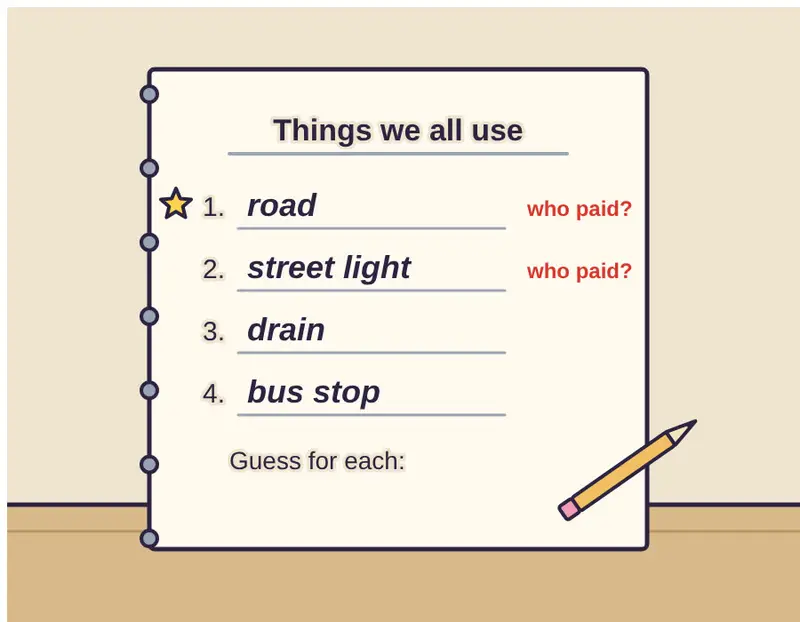 Things we all use
1. road who paid?
2. street light who paid?
3. drain
4. bus stop
Guess for each: